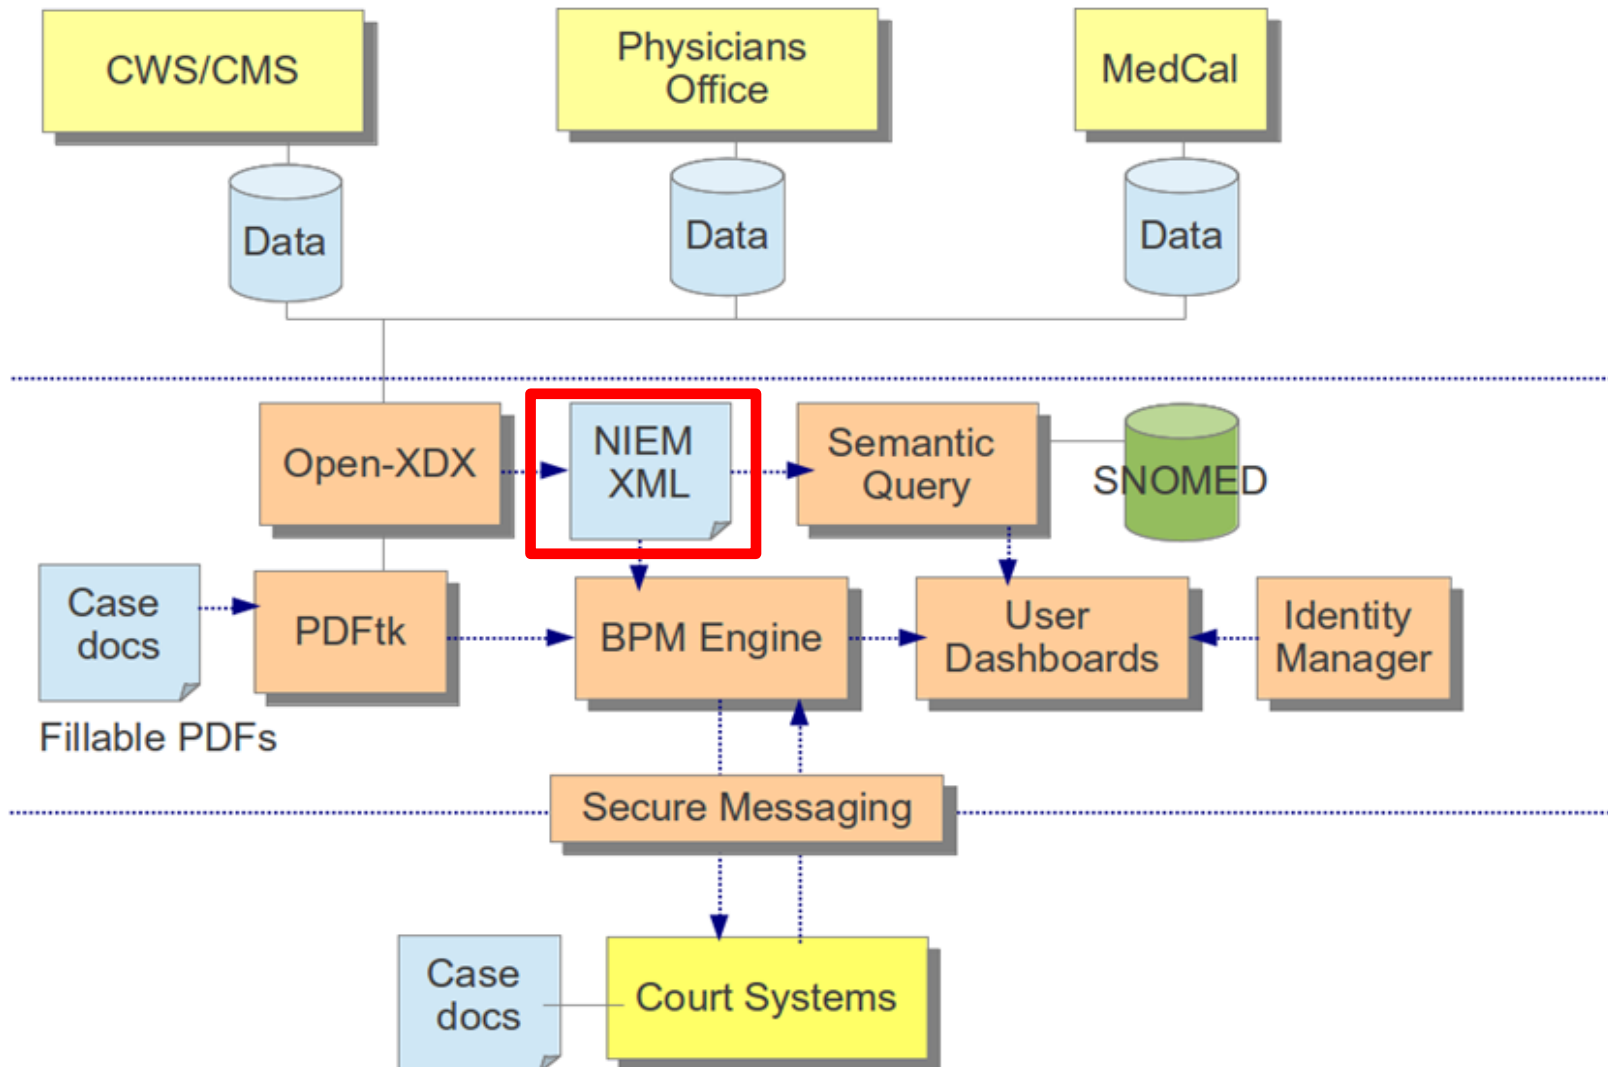 CWS/CMS
Physicians
Office
MedCal
Data
Data
Data
Open-XDX
NIEM
XML
Semantic
Query
SNOMED
Case
docs
PDFtk
BPM Engine
User
Dashboards
Identity
Manager
Fillable PDFs
Secure Messaging
Case
docs
Court Systems